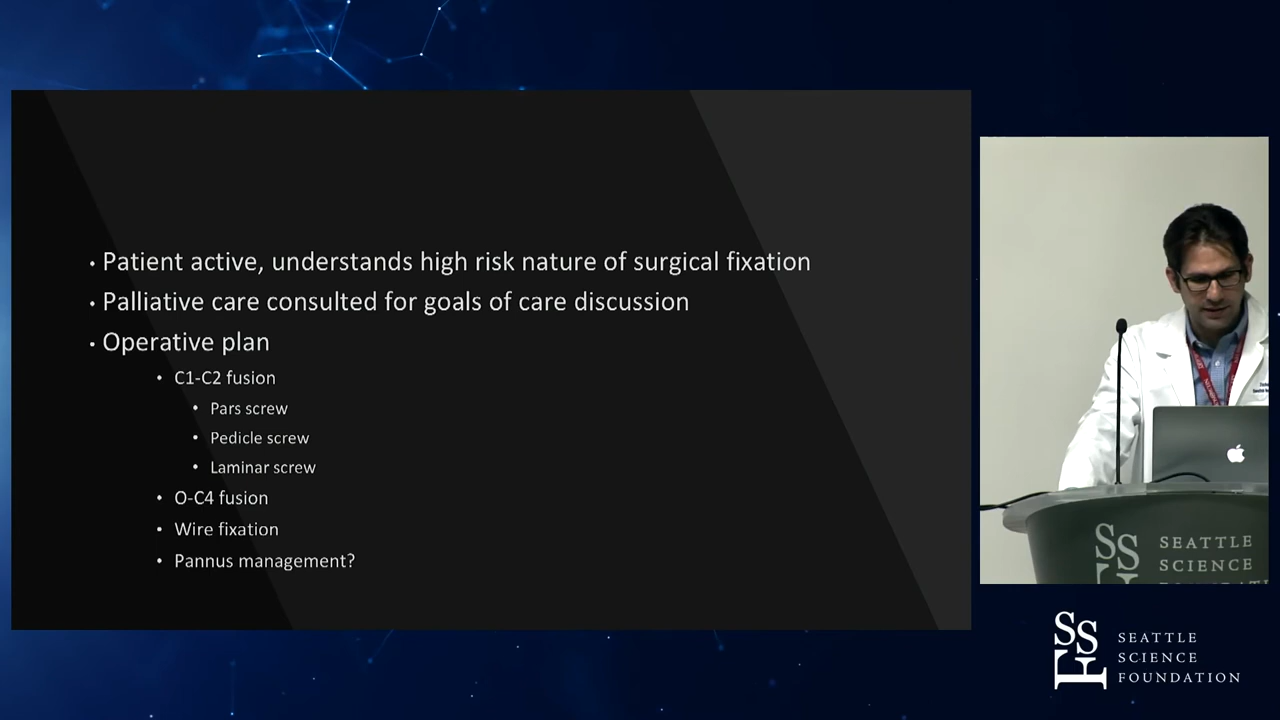 • Patient active, understands high risk nature of surgical fixation
• Palliative care consulted for goals of care discussion
• Operative plan
• C1-C2 fusion
• Pars screw
• Pedicle screw
• Laminar screw
• O-C4 fusion
• Wire fixation
• Pannus management?
SEATTLE
SCIENCE
SSF
SEATTLE
SCIENCE
FOUNDATION